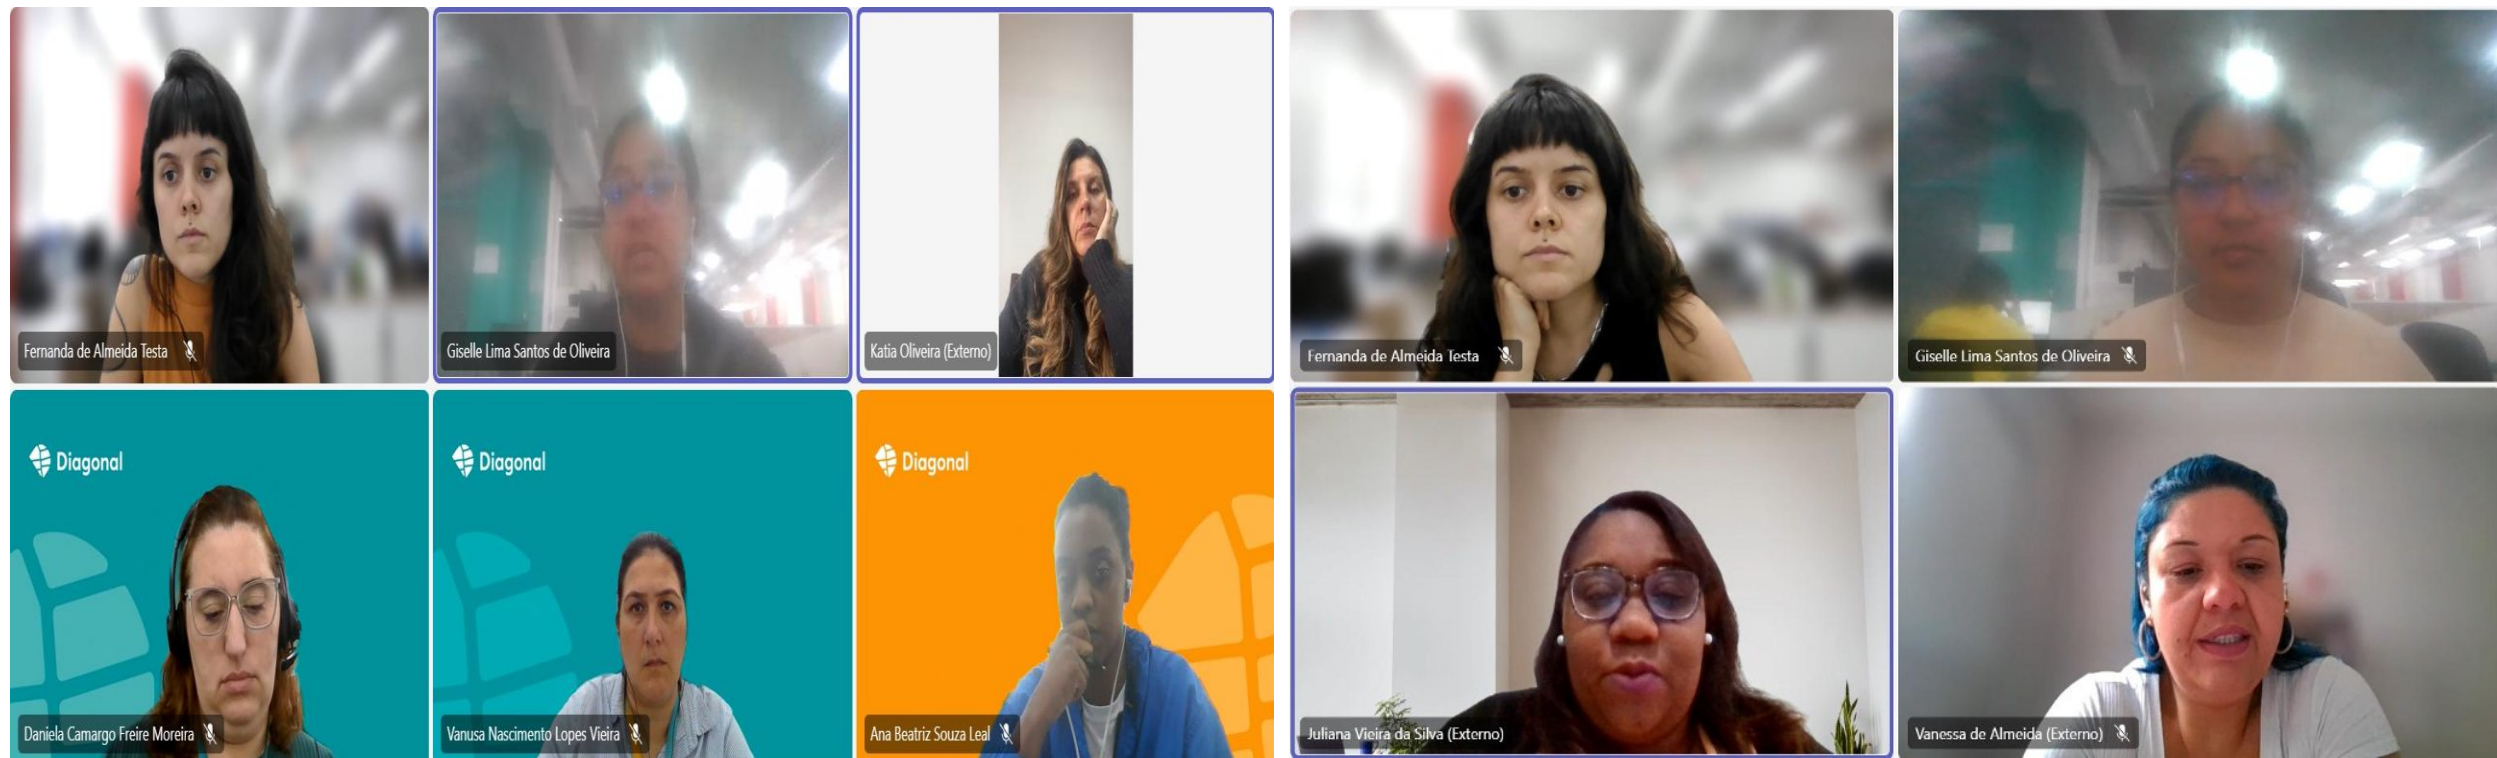 Fernanda de Almeida Testa
Giselle Lima Santos de Oliveira
Katia Oliveira (Externo)
Diagonal
Daniela Camargo Freire Moreira
Diagonal
Vanusa Nascimento Lopes Vieira
Diagonal
Ana Beatriz Souza Leal
Fernanda de Almeida Testa
Giselle Lima Santos de Oliveira
Juliana Vieira da Silva (Externo)
Vanessa de Almeida (Externo)